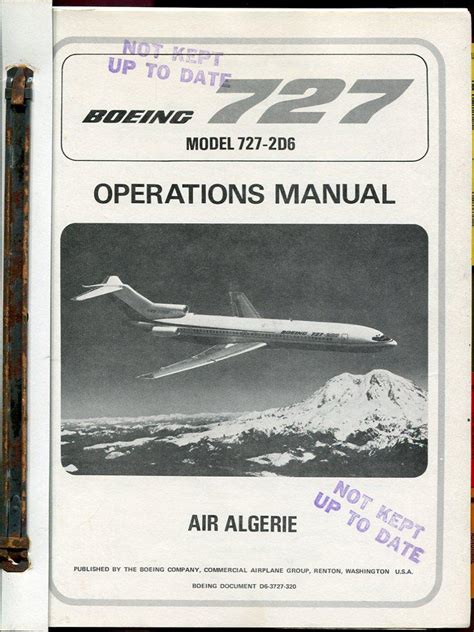 NOT KEPT
UP TO DATE
BOEING 727
MODEL 727-2D6
OPERATIONS MANUAL
BOEING 727-200
AIR ALGERIE
NOT KEPT
UP TO DATE
PUBLISHED BY THE BOEING COMPANY, COMMERCIAL AIRPLANE GROUP, RENTON, WASHINGTON U.S.A.
BOEING DOCUMENT D6-3727-320